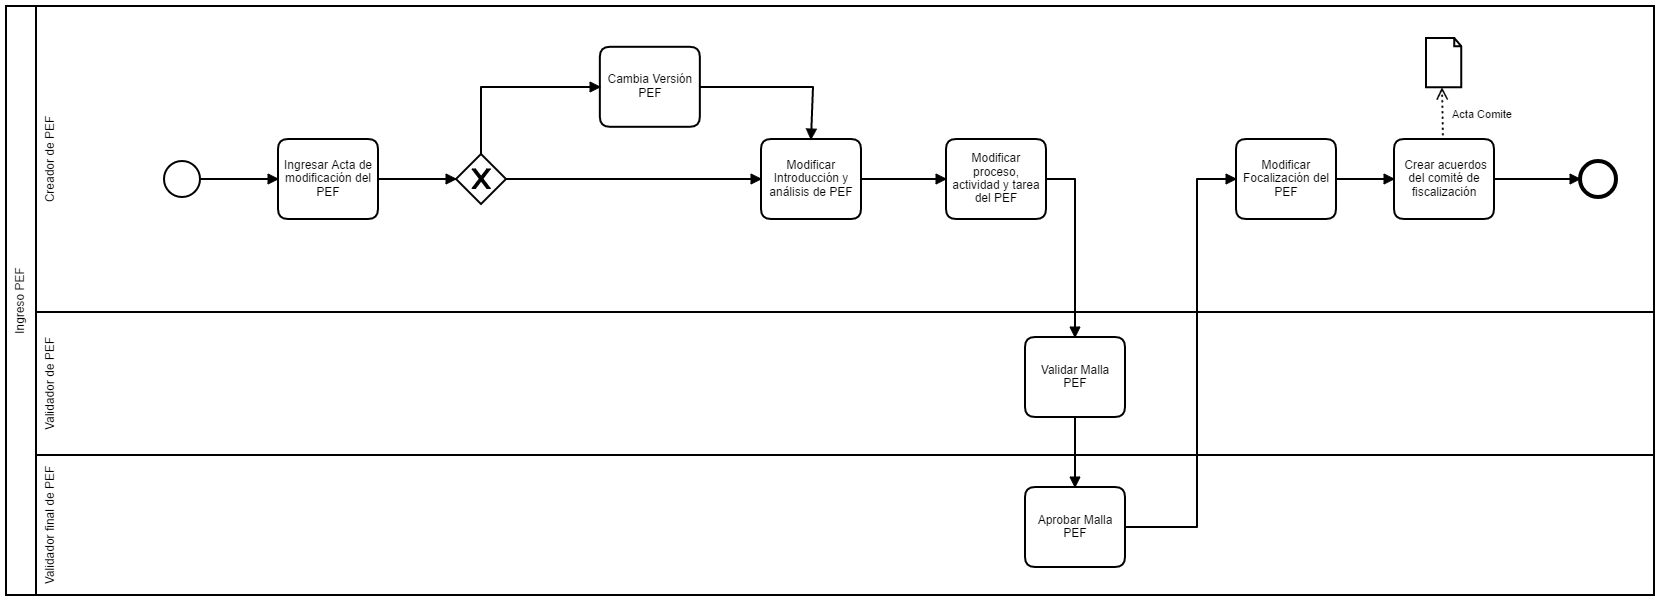 Ingreso PEF
Creador de PEF
Ingresar Acta de
modificación del
PEF
X
Cambia Versión
PEF
Modificar
Introducción y
análisis de PEF
Modificar
proceso,
actividad y tarea
del PEF
Modificar
Focalización del
PEF
Crear acuerdos
del comité de
fiscalización
Acta Comite
Validador de PEF
Validar Malla
PEF
Validador final de PEF
Aprobar Malla
PEF